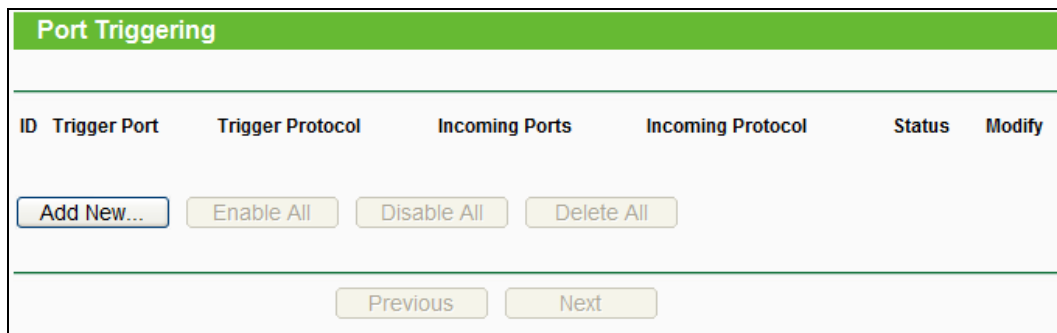 Port Triggering
ID Trigger Port Trigger Protocol Incoming Ports Incoming Protocol Status Modify
Add New... Enable All Disable All Delete All
Previous Next